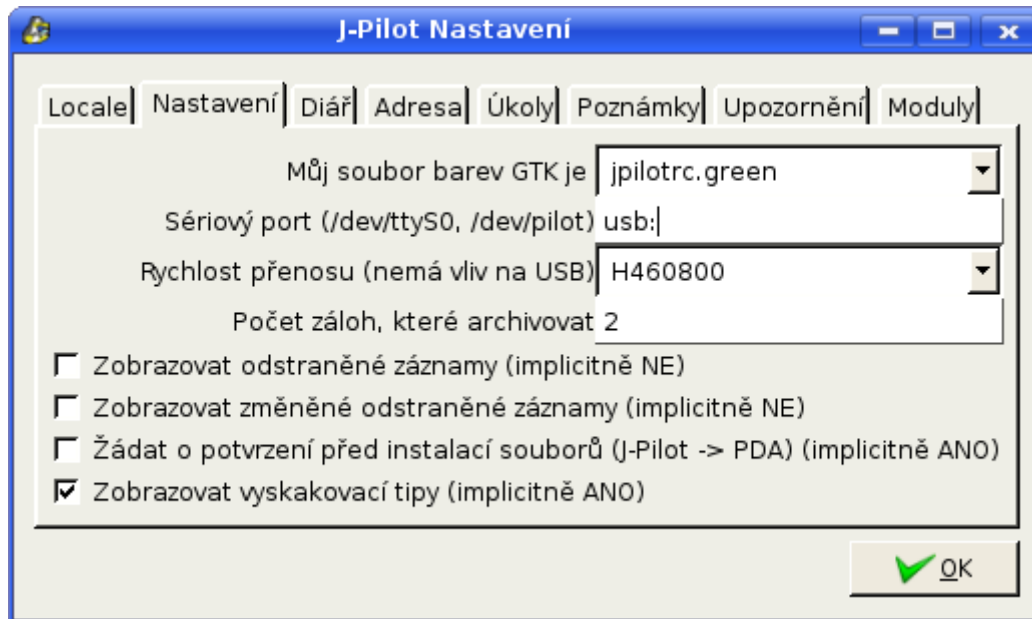 J-Pilot Nastavení
Locale Nastavení Diář Adresa Úkoly Poznámky Upozornění Moduly
Můj soubor barev GTK je jpilotrc.green
Sériový port (/dev/ttyS0, /dev/pilot) usb:
Rychlost přenosu (nemá vliv na USB) H460800
Počet záloh, které archivovat 2
Zobrazovat odstraněné záznamy (implicitně NE)
Zobrazovat změněné odstraněné záznamy (implicitně NE)
Žádat o potvrzení před instalací souborů (J-Pilot -> PDA) (implicitně ANO)
Zobrazovat vyskakovací tipy (implicitně ANO)
OK